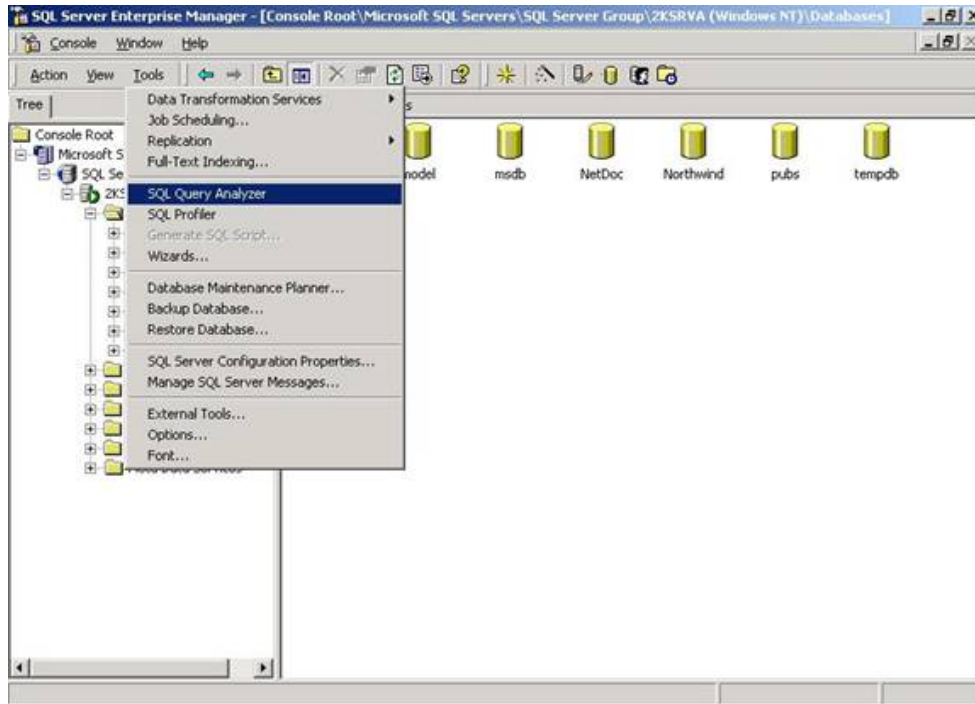 SQL Server Enterprise Manager - [Console Root\Microsoft SQL Servers\SQL Server Group\2KSRVA (Windows NT)\Databases]
Console Window Help
Action View Tools
Tree
Console Root
Microsoft S
SQL Se
2KS
Data Transformation Services
Job Scheduling...
Replication
Full-Text Indexing...
SQL Query Analyzer
SQL Profiler
Generate SQL Script...
Wizards...
Database Maintenance Planner...
Backup Database...
Restore Database...
SQL Server Configuration Properties...
Manage SQL Server Messages...
External Tools...
Options...
Font...
s
model msdb NetDoc Northwind pubs tempdb